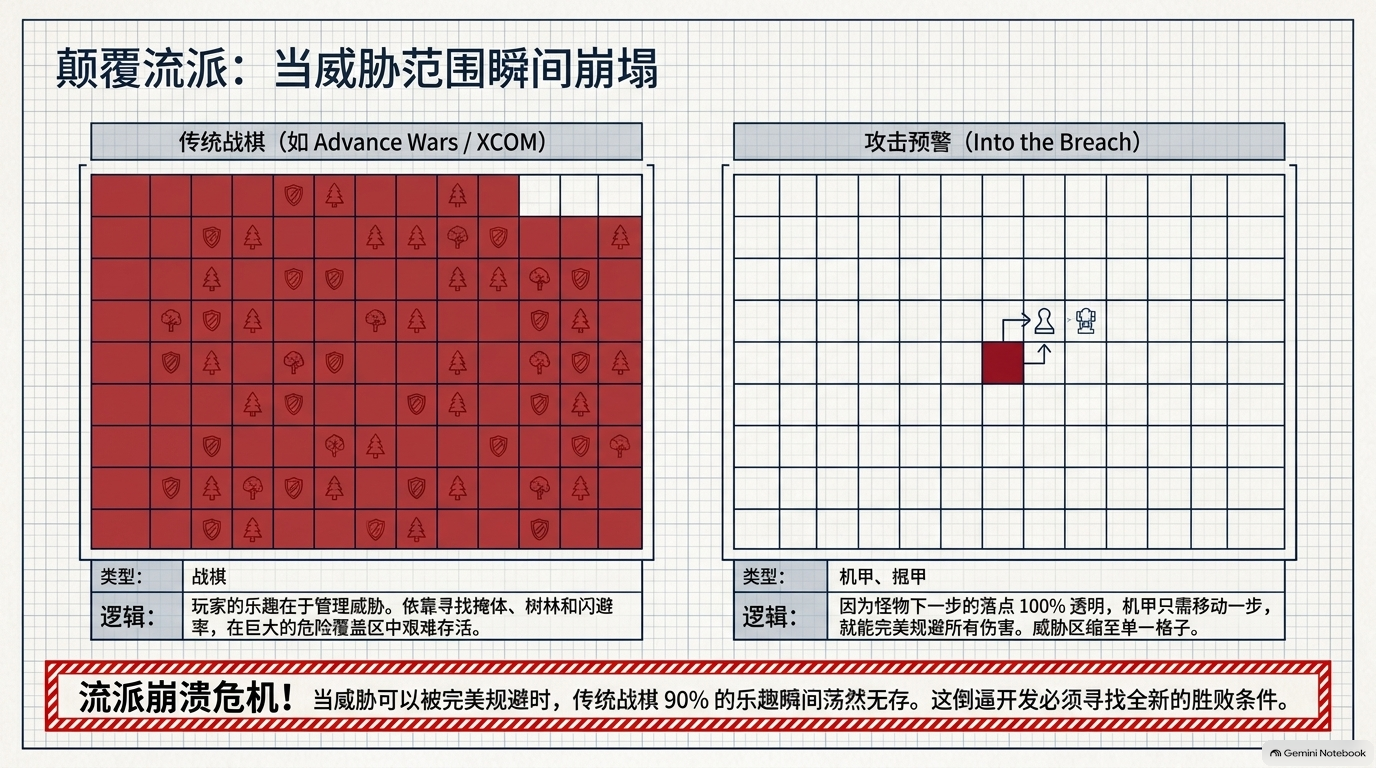 颠覆流派：当威胁范围瞬间崩塌
传统战棋（如 Advance Wars / XCOM）
类型：
战棋
逻辑：
玩家的乐趣在于管理威胁。依靠寻找掩体、树林和闪避
率，在巨大的危险覆盖区中艰难存活。
攻击预警（Into the Breach）
类型：
机甲、掍甲
逻辑：
因为怪物下一步的落点 100% 透明，机甲只需移动一步，
就能完美规避所有伤害。威胁区缩至单一格子。
流派崩溃危机！ 当威胁可以被完美规避时，传统战棋 90% 的乐趣瞬间荡然无存。这倒逼开发必须寻找全新的胜败条件。
Gemini Notebook